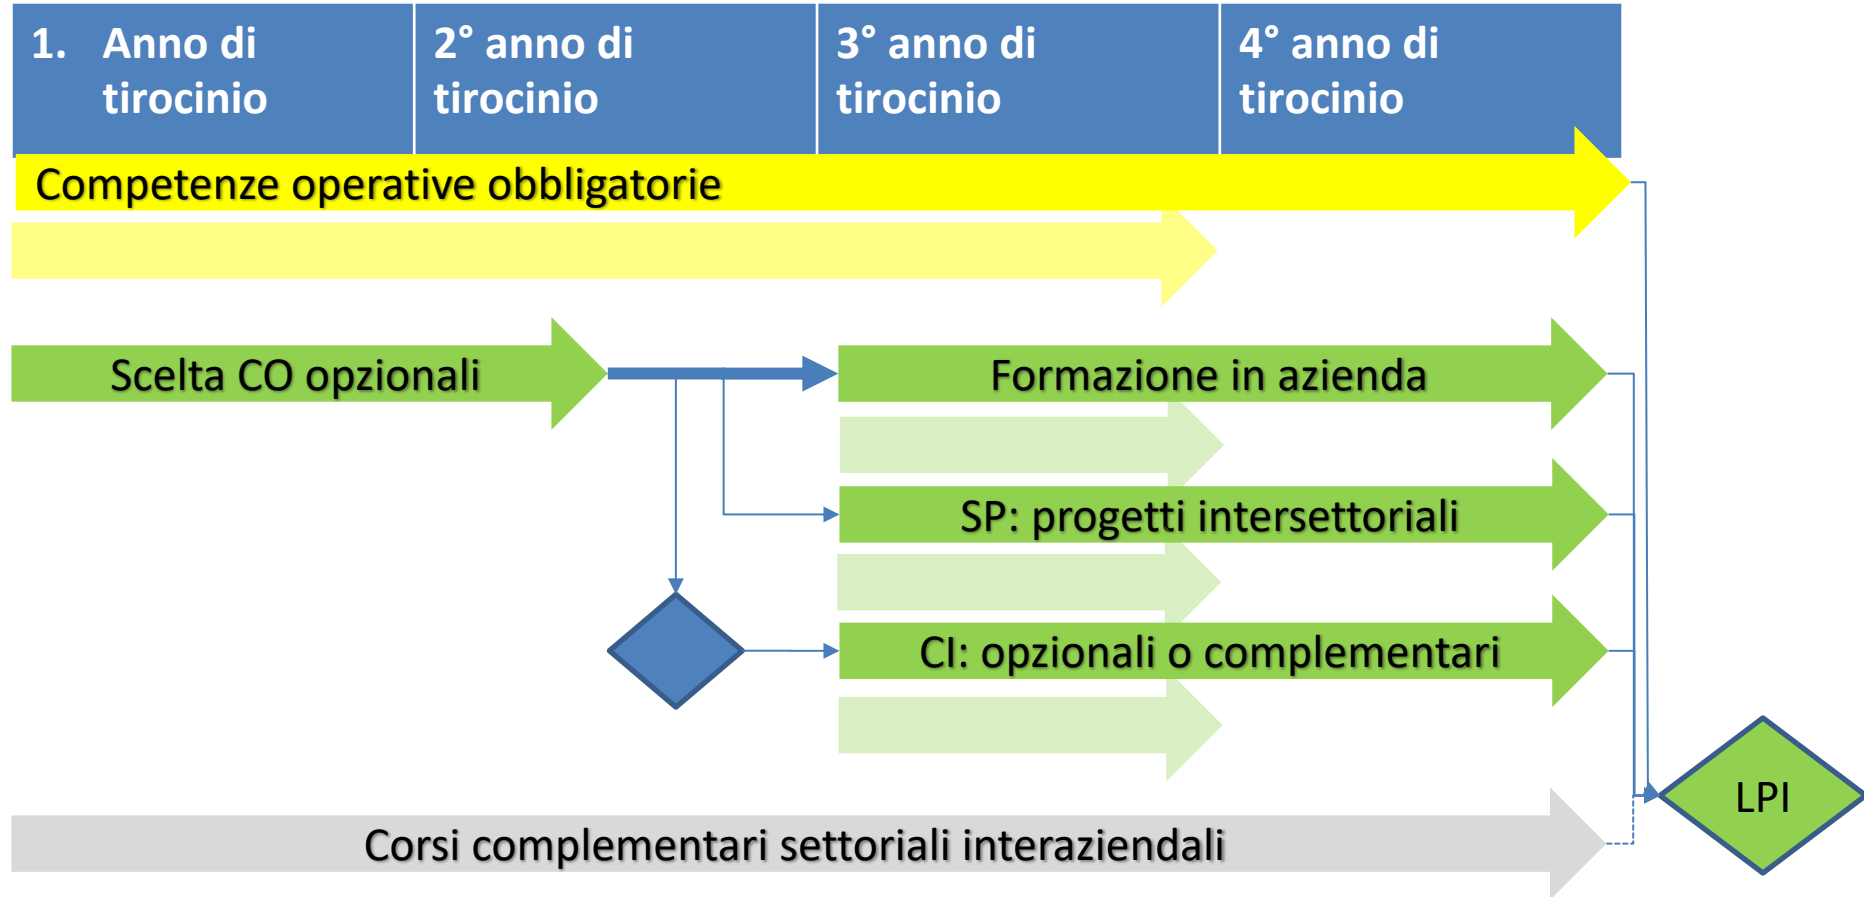 1. Anno di
tirocinio
2° anno di
tirocinio
3° anno di
tirocinio
4° anno di
tirocinio
Competenze operative obbligatorie
Scelta CO opzionali
Formazione in azienda
SP: progetti intersettoriali
CI: opzionali o complementari
LPI
Corsi complementari settoriali interaziendali